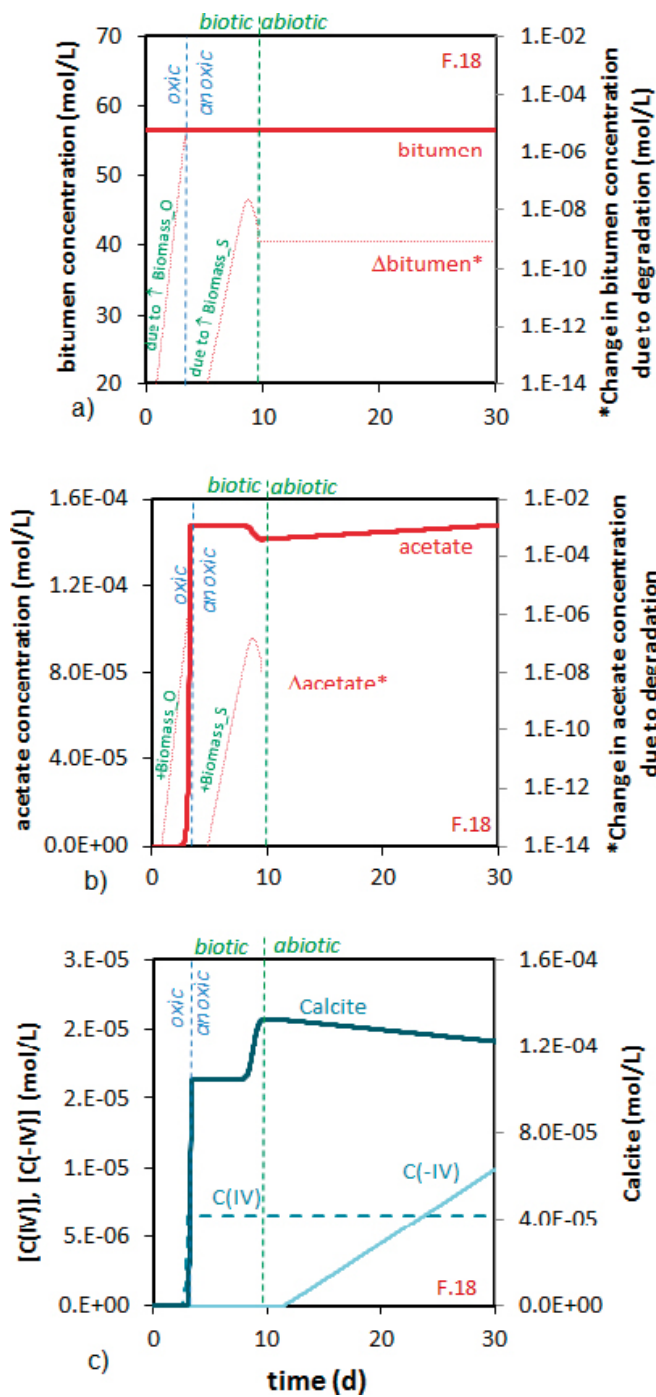 biotic abiotic
70
60
50
40
30
20
bitumen concentration (mol/L)
oxic
anoxic
F.18
bitumen
Δbitumen*
due to ↑ Biomass_O
due to ↑ Biomass_S
1.E-02
1.E-04
1.E-06
1.E-08
1.E-10
1.E-12
1.E-14
*Change in bitumen concentration
due to degradation (mol/L)
0 10 20 30
a)
biotic abiotic
1.6E-04
1.2E-04
8.0E-05
4.0E-05
0.0E+00
acetate concentration (mol/L)
oxic
anoxic
acetate
Δacetate*
+Biomass_O
+Biomass_S
F.18
1.E-02
1.E-04
1.E-06
1.E-08
1.E-10
1.E-12
1.E-14
*Change in acetate concentration
due to degradation
0 10 20 30
b)
biotic abiotic
3.E-05
2.E-05
2.E-05
1.E-05
5.E-06
0.E+00
[C(IV)], [C(-IV)] (mol/L)
oxic
anoxic
Calcite
C(IV)
C(-IV)
F.18
1.6E-04
1.2E-04
8.0E-05
4.0E-05
0.0E+00
Calcite (mol/L)
0 10 20 30
c)
time (d)